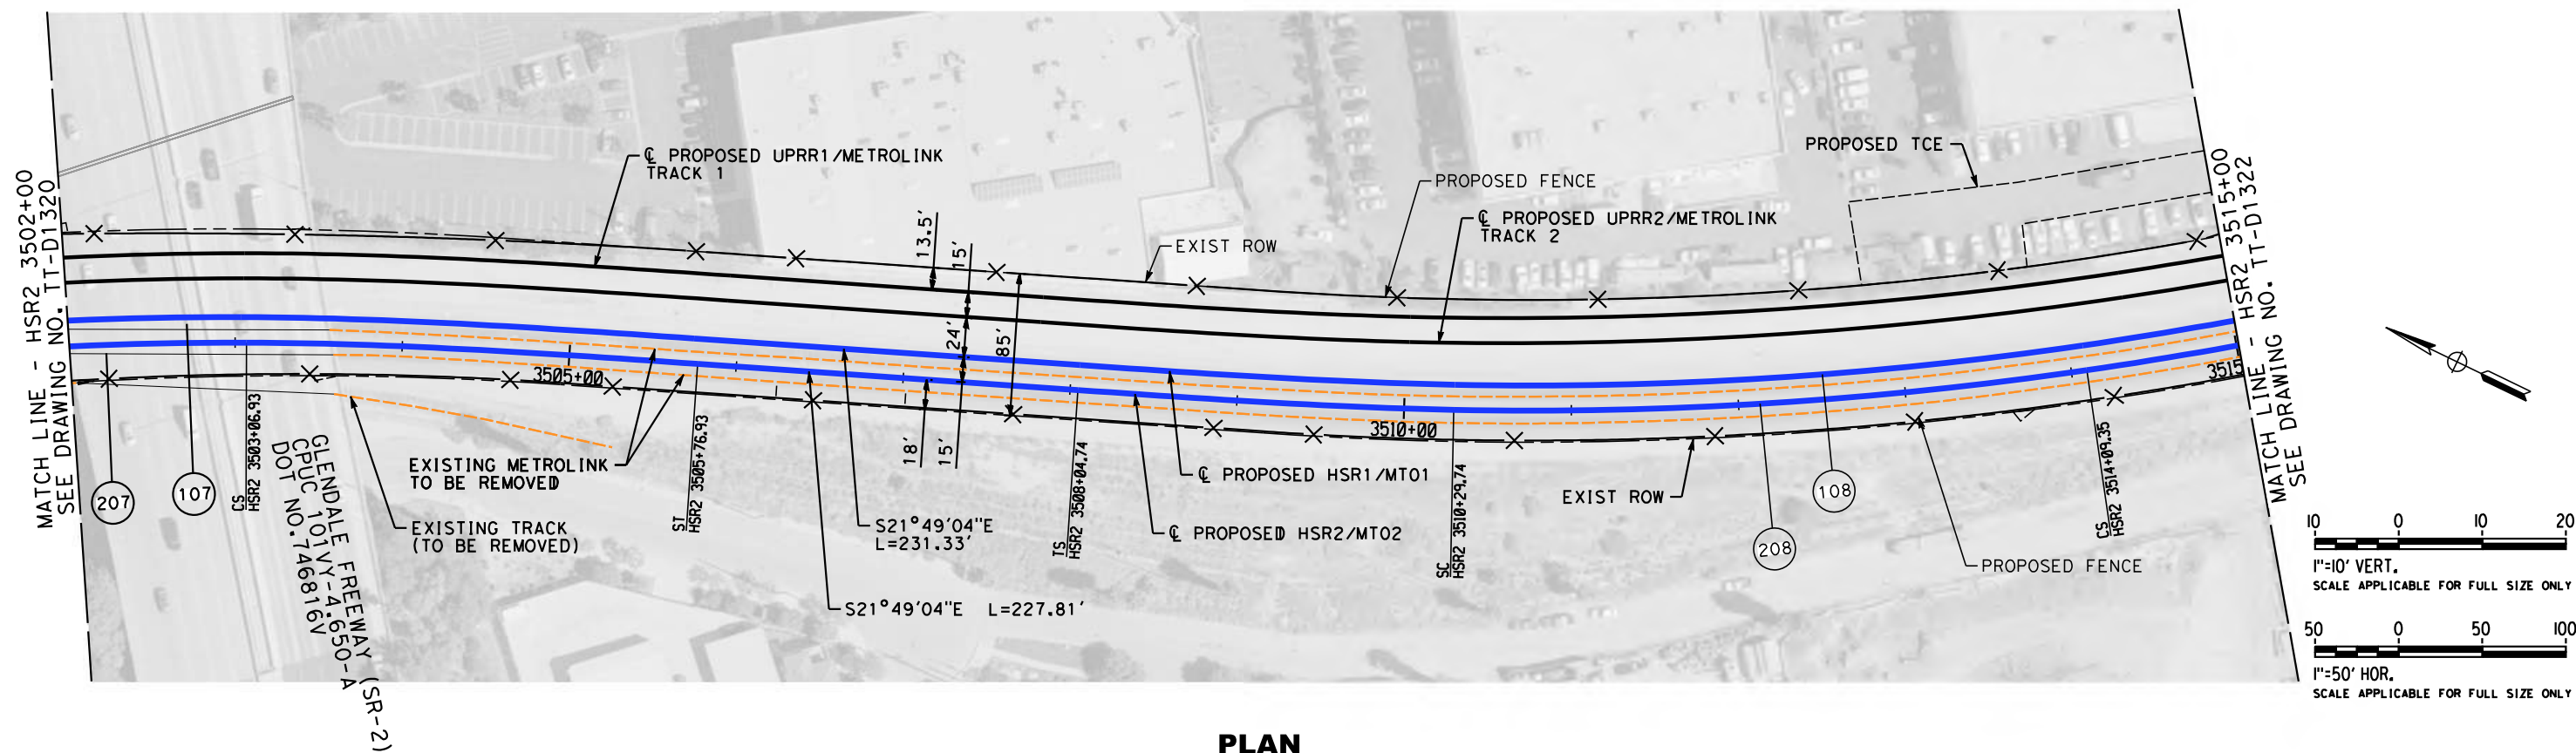 MATCH LINE - HSR2 3502+00
SEE DRAWING NO. TT-D1320
℄ PROPOSED UPRR1/METROLINK
TRACK 1
13.5'
15'
PROPOSED FENCE
℄ PROPOSED UPRR2/METROLINK
TRACK 2
EXIST ROW
PROPOSED TCE
MATCH LINE - HSR2 3515+00
SEE DRAWING NO. TT-D1322
24'
85'
18'
15'
3505+00
3510+00
3515
207
107
CS
HSR2 3503+06.93
GLENDALE FREEWAY (SR-2)
CPUC 101VY-4.650-A
DOT NO.746816V
EXISTING METROLINK
TO BE REMOVED
EXISTING TRACK
(TO BE REMOVED)
ST
HSR2 3505+76.93
S21°49'04"E
L=231.33'
S21°49'04"E L=227.81'
TS
HSR2 3508+04.74
℄ PROPOSED HSR1/MT01
℄ PROPOSED HSR2/MT02
SC
HSR2 3510+29.74
EXIST ROW
208
108
PROPOSED FENCE
CS
HSR2 3514+09.35
10 0 10 20
1"=10' VERT.
SCALE APPLICABLE FOR FULL SIZE ONLY
50 0 50 100
1"=50' HOR.
SCALE APPLICABLE FOR FULL SIZE ONLY
PLAN